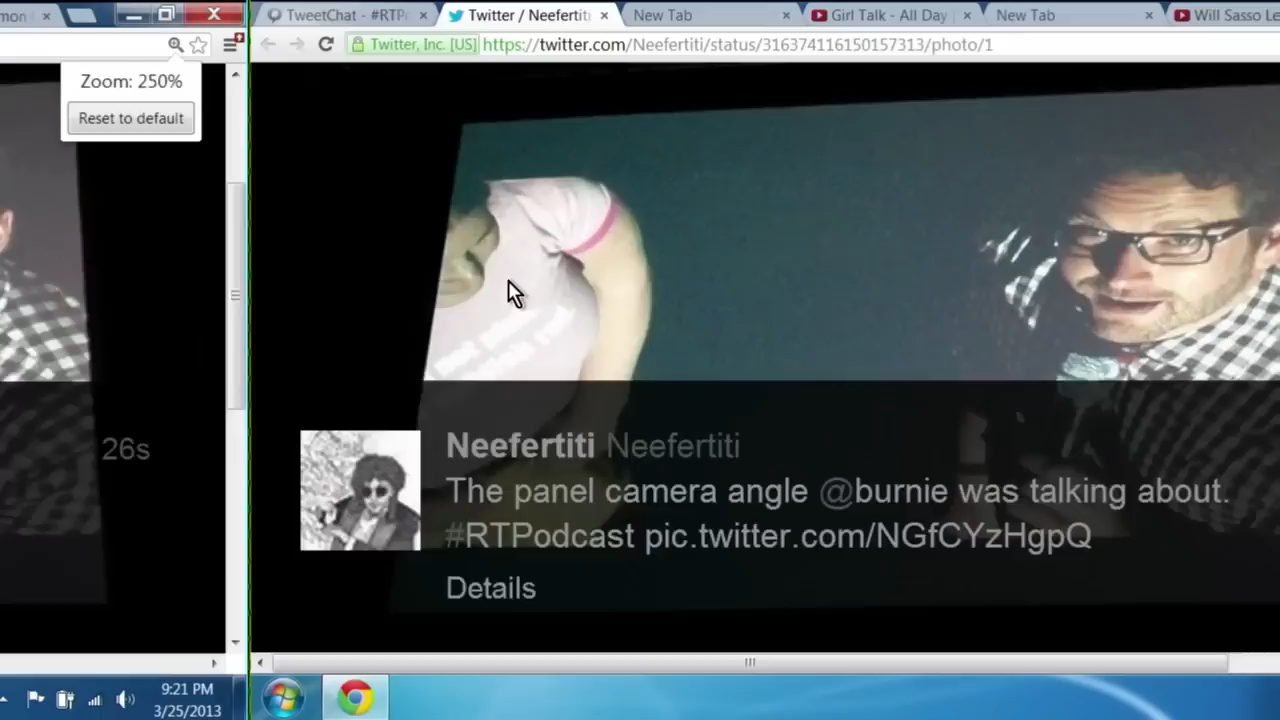 mon
TweetChat - #RTP
Twitter / Neefertiti
New Tab
Girl Talk - All Day
New Tab
Will Sasso Le
Twitter, Inc. [US]
https://twitter.com/Neefertiti/status/316374116150157313/photo/1
Zoom: 250%
Reset to default
26s
Neefertiti Neefertiti
The panel camera angle @burnie was talking about.
#RTPodcast pic.twitter.com/NGfCYzHgpQ
Details
9:21 PM
3/25/2013